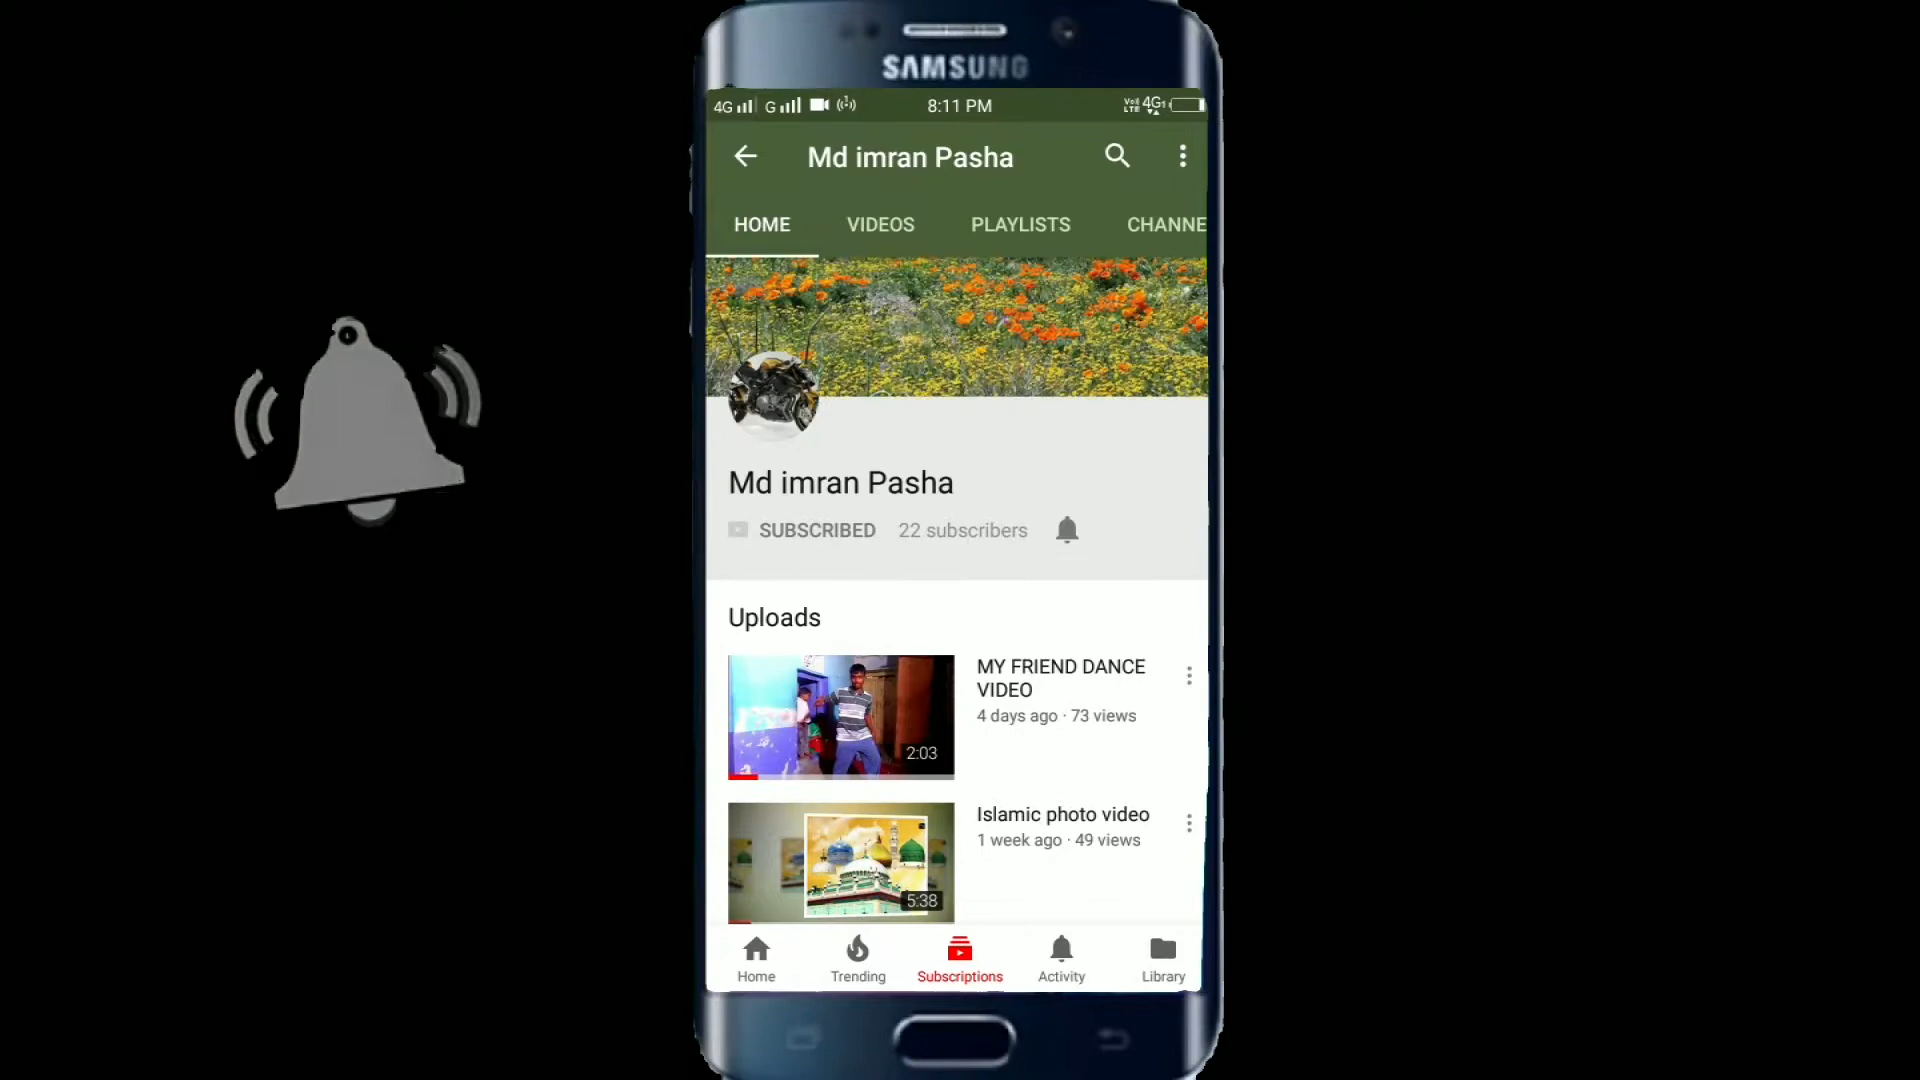 SAMSUNG
4G G 8:11 PM VoLTE 4G1
Md imran Pasha
HOME VIDEOS PLAYLISTS CHANNE
Md imran Pasha
SUBSCRIBED 22 subscribers
Uploads
MY FRIEND DANCE
VIDEO
4 days ago · 73 views
2:03
Islamic photo video
1 week ago · 49 views
5:38
Home Trending Subscriptions Activity Library